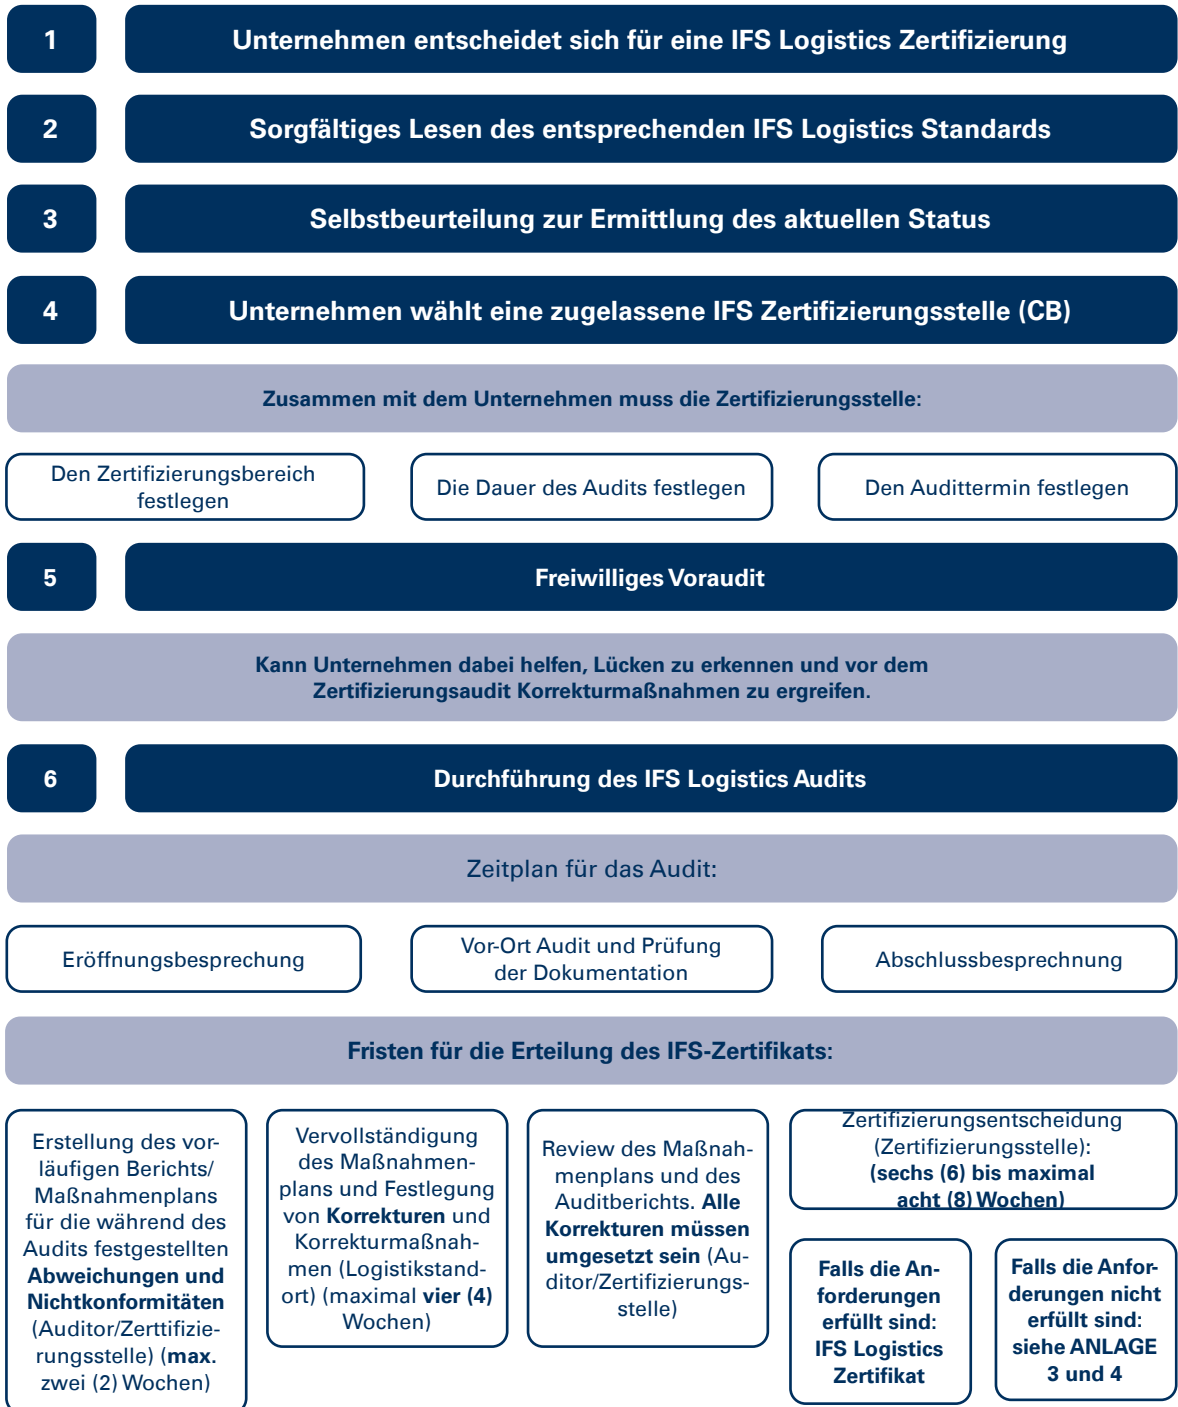 1
Unternehmen entscheidet sich für eine IFS Logistics Zertifizierung
2
Sorgfältiges Lesen des entsprechenden IFS Logistics Standards
3
Selbstbeurteilung zur Ermittlung des aktuellen Status
4
Unternehmen wählt eine zugelassene IFS Zertifizierungsstelle (CB)
Zusammen mit dem Unternehmen muss die Zertifizierungsstelle:
Den Zertifizierungsbereich
festlegen
Die Dauer des Audits festlegen
Den Audittermin festlegen
5
Freiwilliges Voraudit
Kann Unternehmen dabei helfen, Lücken zu erkennen und vor dem
Zertifizierungsaudit Korrekturmaßnahmen zu ergreifen.
6
Durchführung des IFS Logistics Audits
Zeitplan für das Audit:
Eröffnungsbesprechung
Vor-Ort Audit und Prüfung
der Dokumentation
Abschlussbesprechnung
Fristen für die Erteilung des IFS-Zertifikats:
Erstellung des vor-
läufigen Berichts/
Maßnahmenplans
für die während des
Audits festgestellten
Abweichungen und
Nichtkonformitäten
(Auditor/Zerttifizie-
rungsstelle) (max.
zwei (2) Wochen)
Vervollständigung
des Maßnahmen-
plans und Festlegung
von Korrekturen und
Korrekturmaßnah-
men (Logistikstand-
ort) (maximal vier (4)
Wochen)
Review des Maßnah-
menplans und des
Auditberichts. Alle
Korrekturen müssen
umgesetzt sein (Au-
ditor/Zertifizierungs-
stelle)
Zertifizierungsentscheidung
(Zertifizierungsstelle):
(sechs (6) bis maximal
acht (8) Wochen)
Falls die An-
forderungen
erfüllt sind:
IFS Logistics
Zertifikat
Falls die Anfor-
derungen nicht
erfüllt sind:
siehe ANLAGE
3 und 4